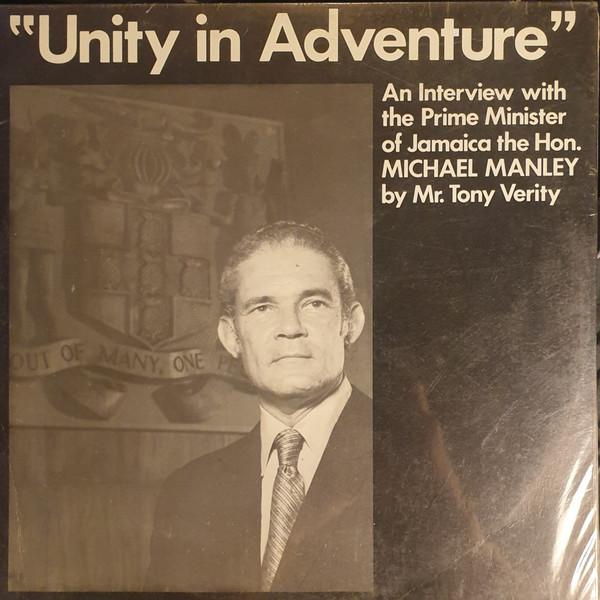 "Unity in Adventure"
An Interview with
the Prime Minister
of Jamaica the Hon.
MICHAEL MANLEY
by Mr. Tony Verity
OUT OF MANY, ONE PE